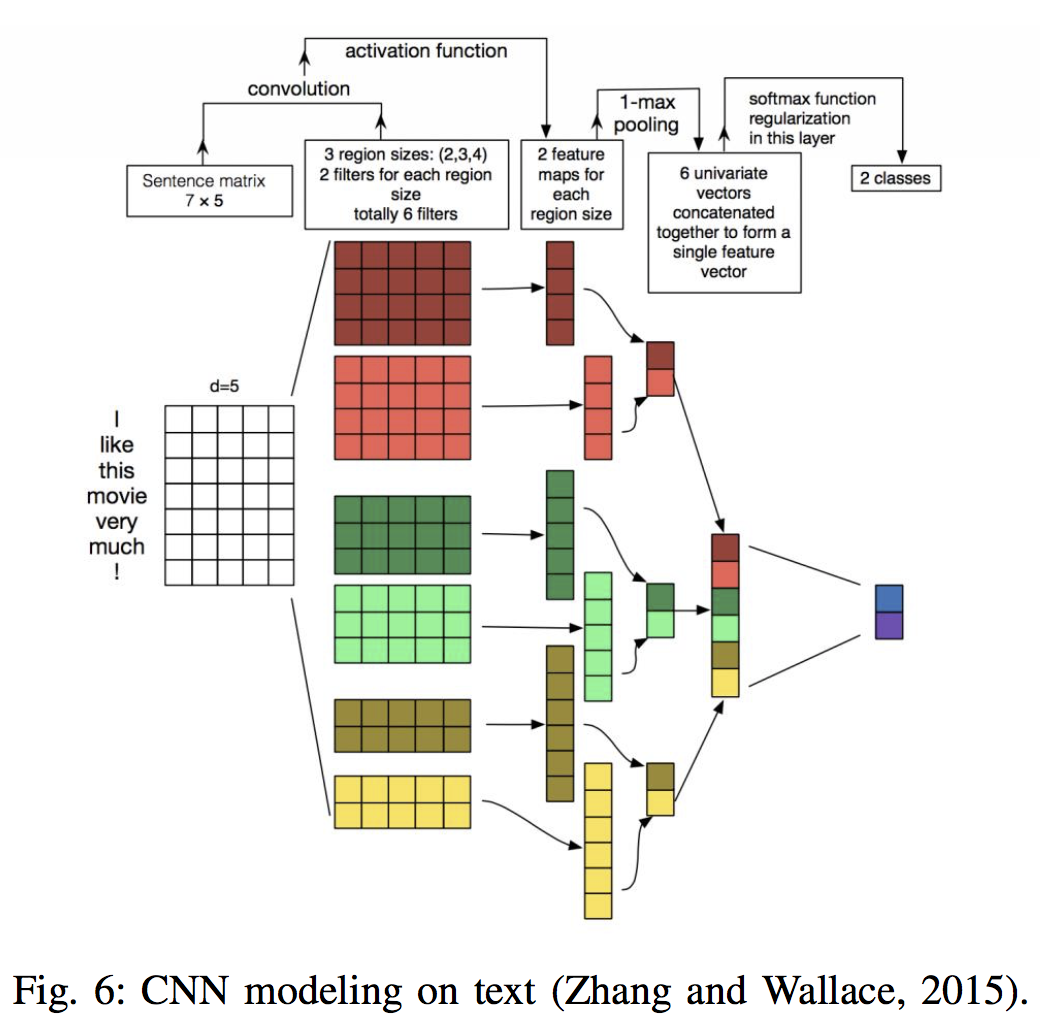 activation function
convolution
1-max
pooling
softmax function
regularization
in this layer
Sentence matrix
7 × 5
3 region sizes: (2,3,4)
2 filters for each region
size
totally 6 filters
2 feature
maps for
each
region size
6 univariate
vectors
concatenated
together to form a
single feature
vector
2 classes
d=5
I
like
this
movie
very
much
!
Fig. 6: CNN modeling on text (Zhang and Wallace, 2015).